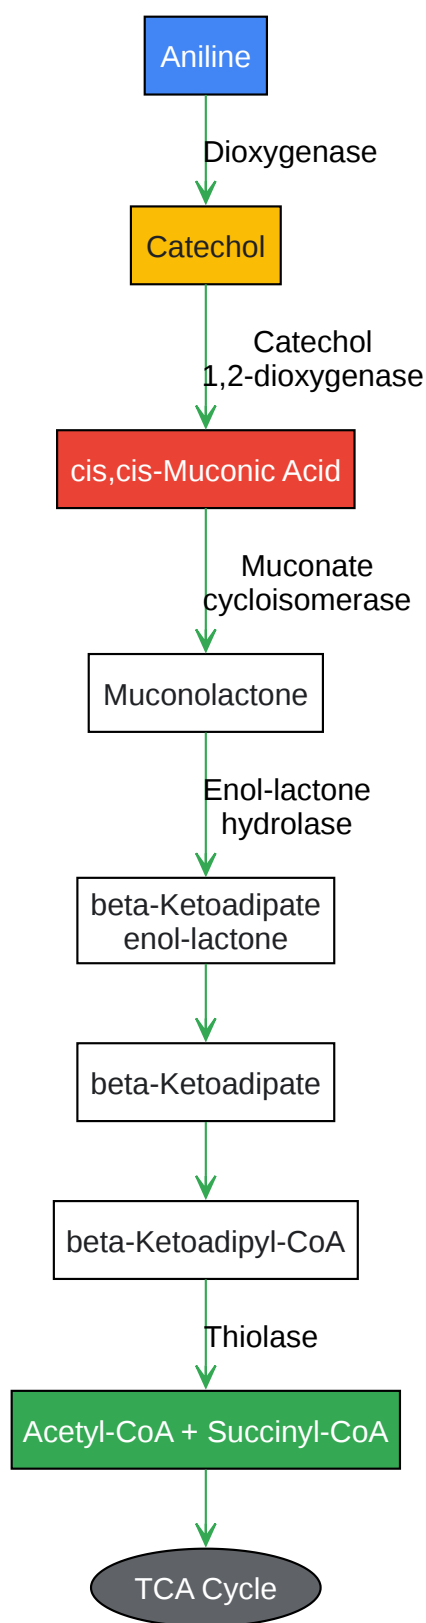 Aniline
Dioxygenase
Catechol
Catechol
1,2-dioxygenase
cis,cis-Muconic Acid
Muconate
cycloisomerase
Muconolactone
Enol-lactone
hydrolase
beta-Ketoadipate
enol-lactone
beta-Ketoadipate
beta-Ketoadipyl-CoA
Thiolase
Acetyl-CoA + Succinyl-CoA
TCA Cycle